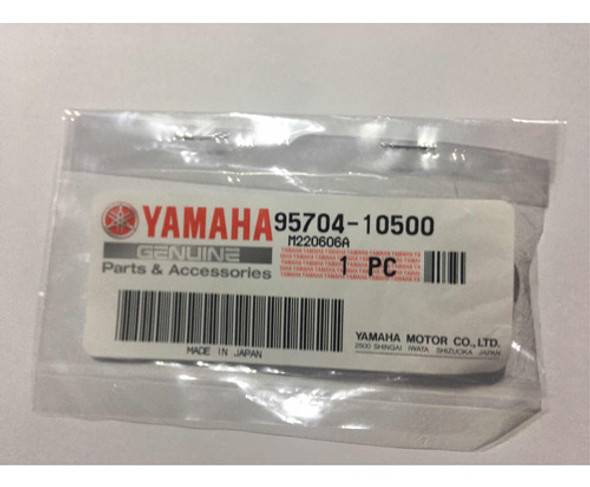 YAMAHA 95704-10500
M220606A
GENUINE
Parts & Accessories
1 PC
MADE IN JAPAN
YAMAHA MOTOR CO.,LTD.
2500 SHINGAI IWATA SHIZUOKA JAPAN